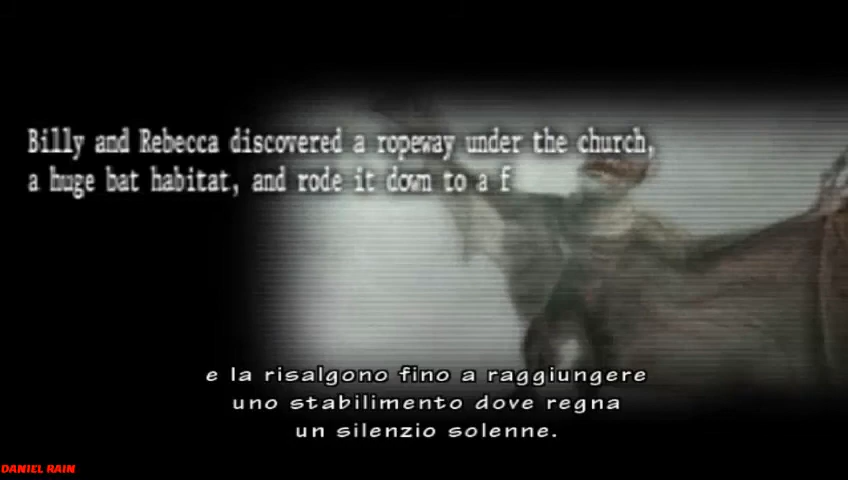 Billy and Rebecca discovered a ropeway under the church,
a huge bat habitat, and rode it down to a f
e la risalgono fino a raggiungere
uno stabilimento dove regna
un silenzio solenne.
DANIEL RAIN